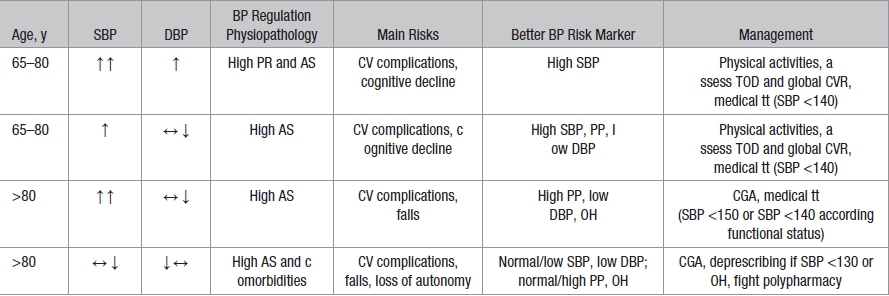 Age, y SBP DBP BP Regulation Physiopathology Main Risks Better BP Risk Marker Management
65–80 ↑↑ ↑ High PR and AS CV complications, High SBP Physical activities, a
cognitive decline ssess TOD and global CVR,
medical tt (SBP <140)
65–80 ↑ ↔↓ High AS CV complications, c High SBP, PP, l Physical activities, a
ognitive decline ow DBP ssess TOD and global CVR,
medical tt (SBP <140)
>80 ↑↑ ↔↓ High AS CV complications, High PP, low CGA, medical tt
falls DBP, OH (SBP <150 or SBP <140 according
functional status)
>80 ↔↓ ↓↔ High AS and c CV complications, Normal/low SBP, low DBP; CGA, deprescribing if SBP <130 or
omorbidities falls, loss of autonomy normal/high PP, OH OH, fight polypharmacy